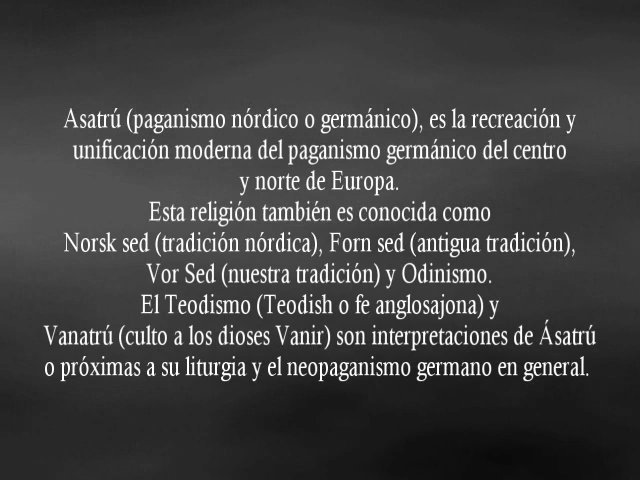 Asatrú (paganismo nórdico o germánico), es la recreación y
unificación moderna del paganismo germánico del centro
y norte de Europa.
Esta religión también es conocida como
Norsk sed (tradición nórdica), Forn sed (antigua tradición),
Vor Sed (nuestra tradición) y Odinismo.
El Teodismo (Teodish o fe anglosajona) y
Vanatrú (culto a los dioses Vanir) son interpretaciones de Ásatrú
o próximas a su liturgia y el neopaganismo germano en general.